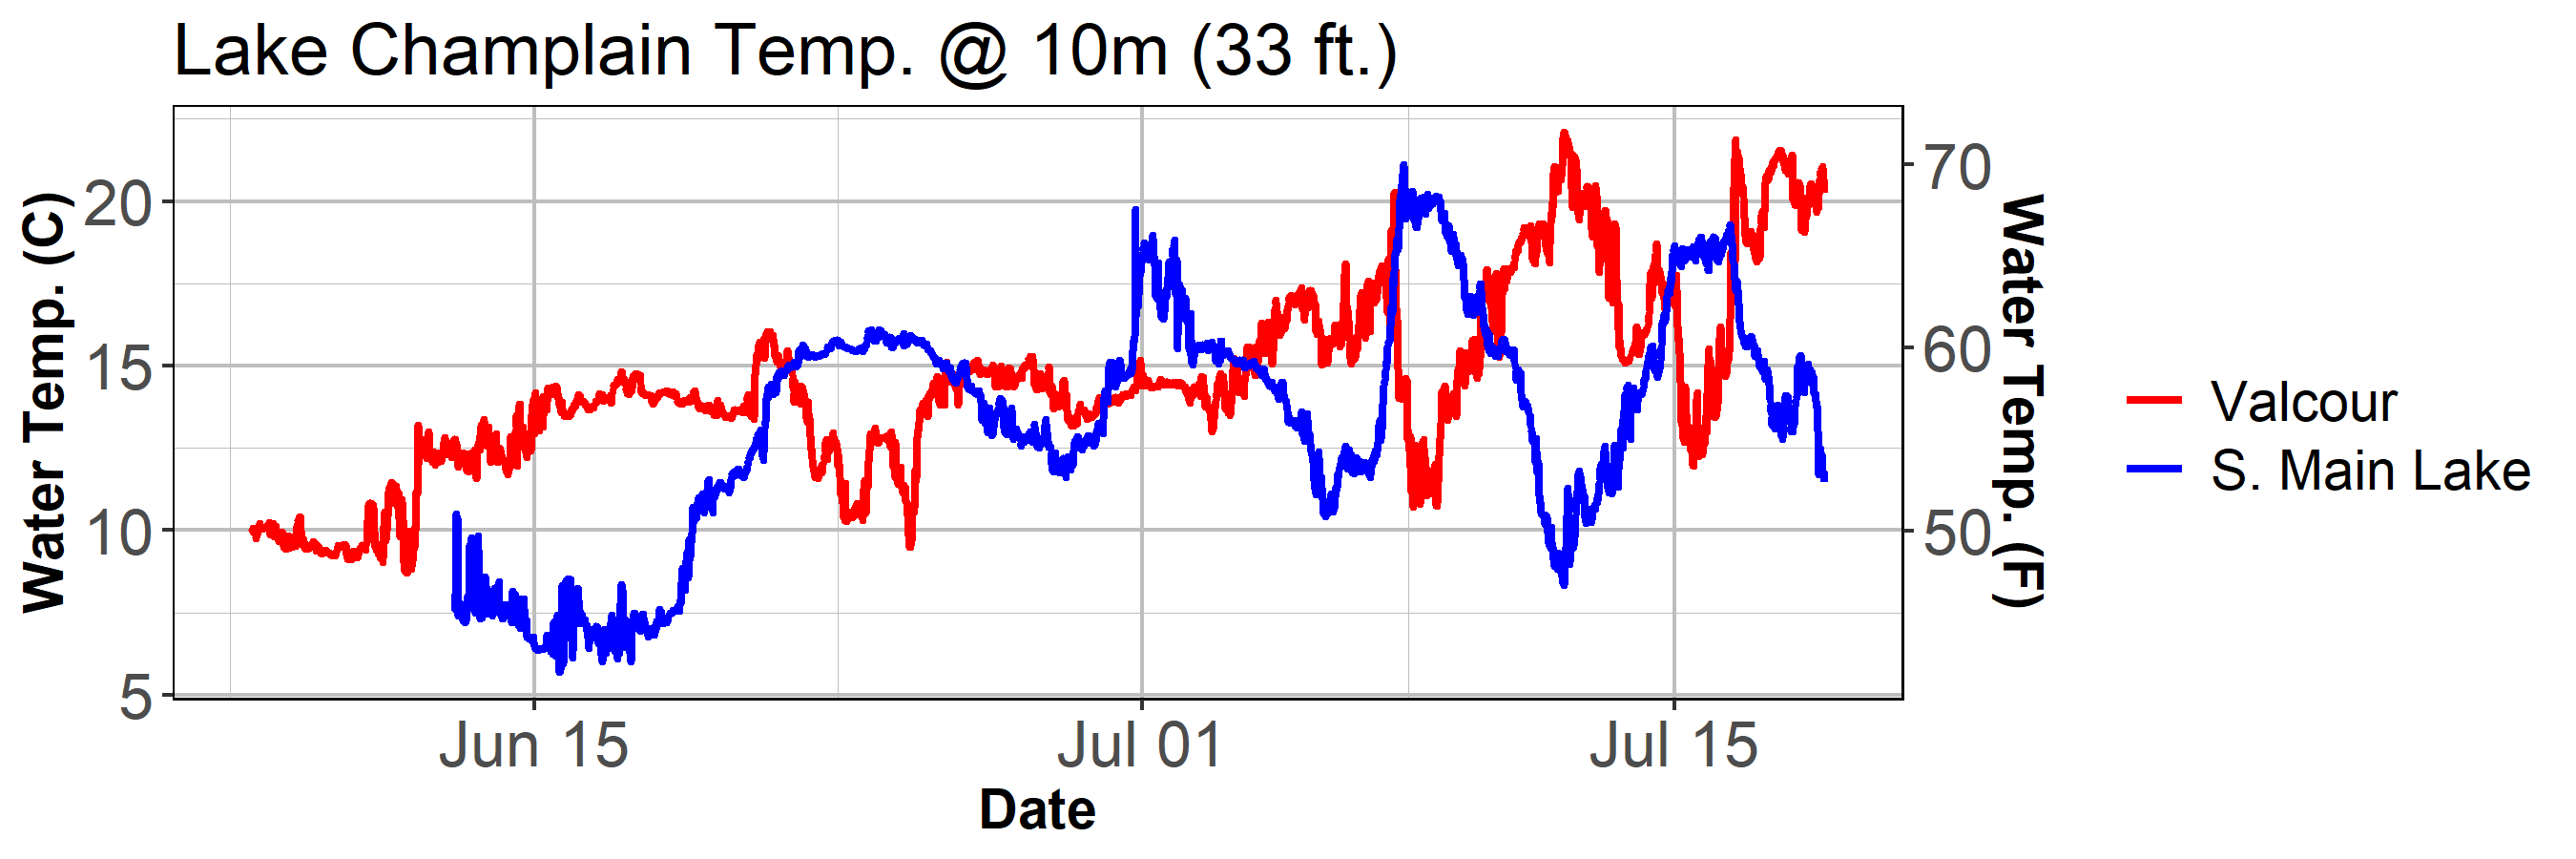 Lake Champlain Temp. @ 10m (33 ft.)
Water Temp. (C)
20
15
10
5
70
60
50
Water Temp. (F)
Jun 15
Jul 01
Jul 15
Date
Valcour
S. Main Lake